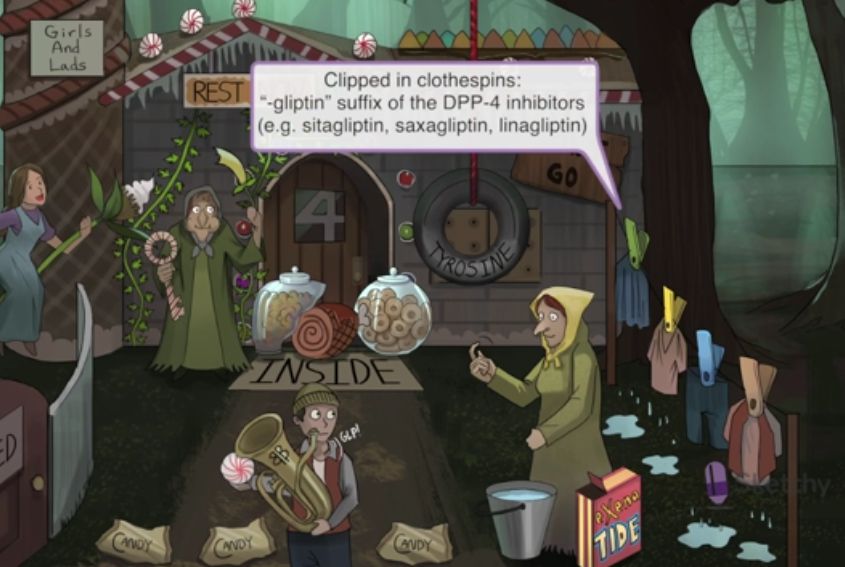 Girls
And
Lads
REST
Clipped in clothespins:
"-gliptin" suffix of the DPP-4 inhibitors
(e.g. sitagliptin, saxagliptin, linagliptin)
GO
4
TYROSINE
INSIDE
GLP!
ED
CANDY
CANDY
CANDY
exena
TIDE
sketchy